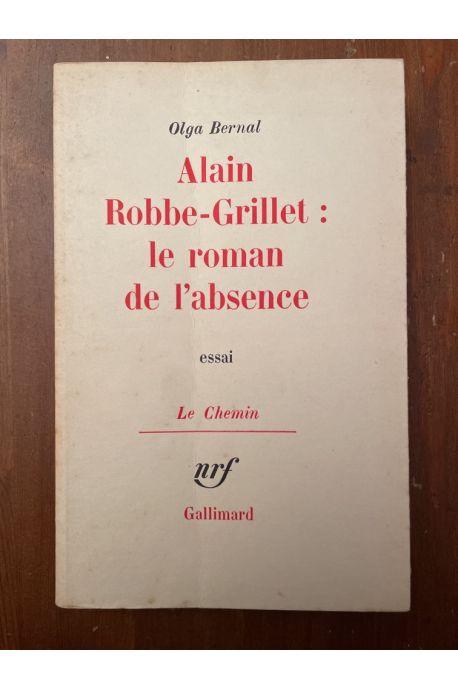 Olga Bernal
Alain
Robbe-Grillet :
le roman
de l'absence
essai
Le Chemin
nrf
Gallimard